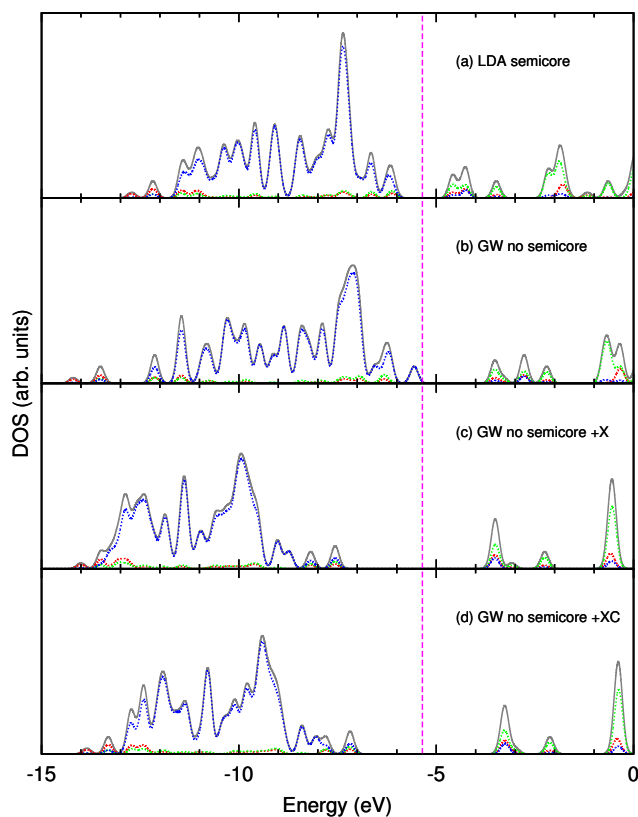 (a) LDA semicore
(b) GW no semicore
(c) GW no semicore +X
(d) GW no semicore +XC
DOS (arb. units)
-15 -10 -5 0
Energy (eV)